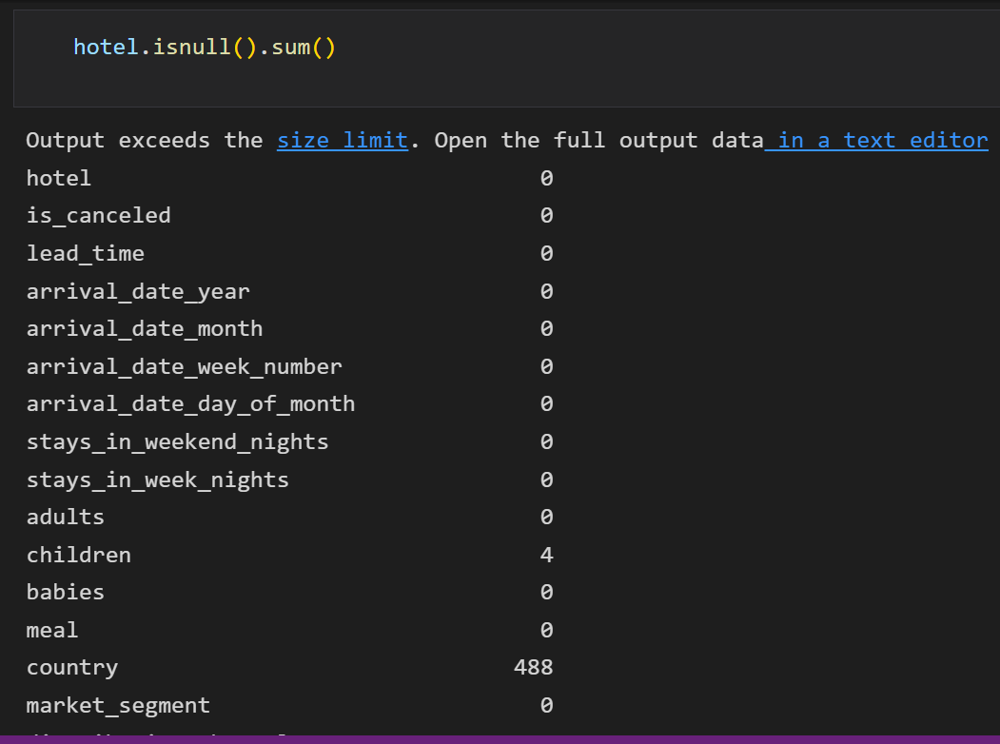 hotel.isnull().sum()
Output exceeds the size limit. Open the full output data in a text editor
hotel 0
is_canceled 0
lead_time 0
arrival_date_year 0
arrival_date_month 0
arrival_date_week_number 0
arrival_date_day_of_month 0
stays_in_weekend_nights 0
stays_in_week_nights 0
adults 0
children 4
babies 0
meal 0
country 488
market_segment 0